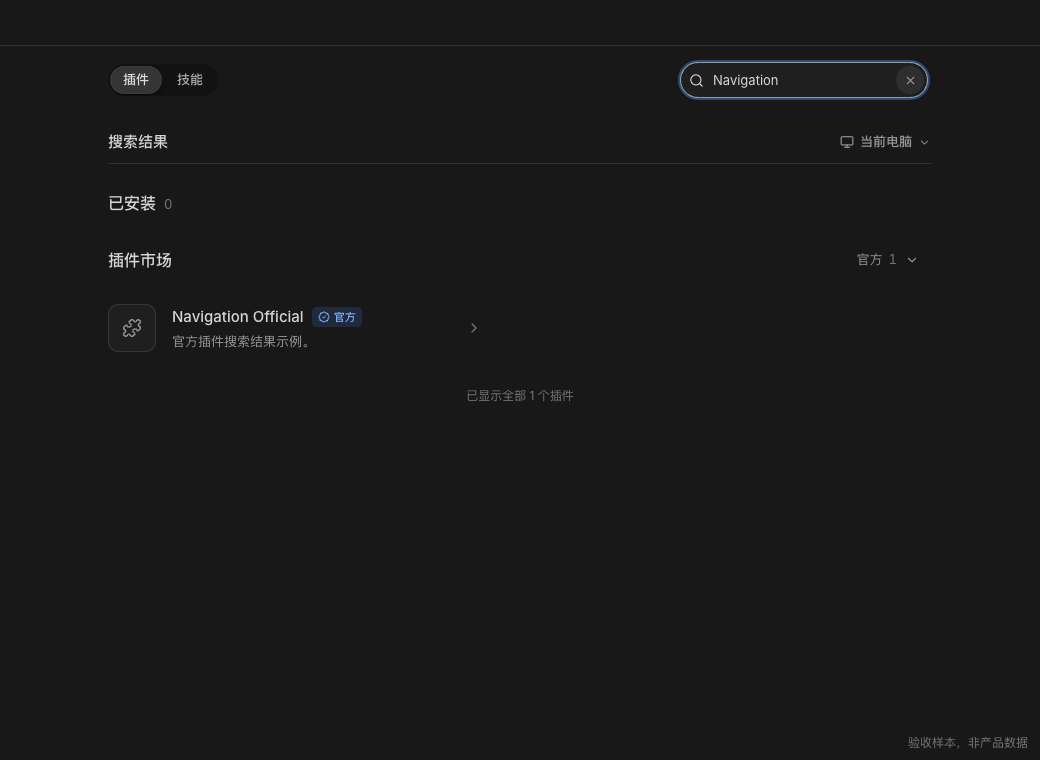 插件 技能 Navigation
搜索结果 当前电脑
已安装 0
插件市场 官方 1
Navigation Official 官方
官方插件搜索结果示例。
已显示全部 1 个插件
验收样本，非产品数据